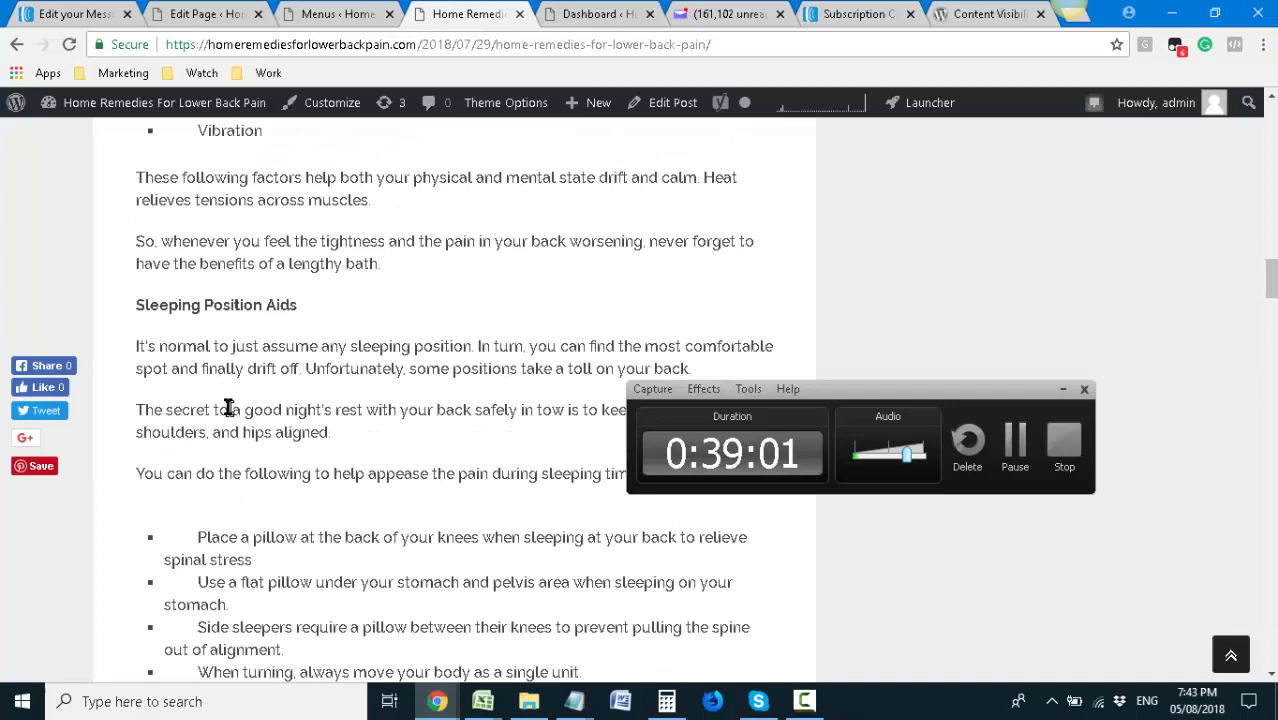 Edit your Mess
Edit Page ‹ H
Menus ‹ Home
Home Remedi
Dashboard ‹ H
(161,102 unrea
Subscription C
Content Visibil
Secure https://homeremediesforlowerbackpain.com/2018/07/29/home-remedies-for-lower-back-pain/
6
Apps Marketing Watch Work
Home Remedies For Lower Back Pain Customize 3 0 Theme Options New Edit Post Launcher Howdy, admin
Vibration
These following factors help both your physical and mental state drift and calm. Heat
relieves tensions across muscles.
So, whenever you feel the tightness and the pain in your back worsening, never forget to
have the benefits of a lengthy bath.
Sleeping Position Aids
It's normal to just assume any sleeping position. In turn, you can find the most comfortable
spot and finally drift off. Unfortunately, some positions take a toll on your back.
The secret to a good night's rest with your back safely in tow is to kee
shoulders, and hips aligned.
You can do the following to help appease the pain during sleeping tim
Place a pillow at the back of your knees when sleeping at your back to relieve
spinal stress
Use a flat pillow under your stomach and pelvis area when sleeping on your
stomach.
Side sleepers require a pillow between their knees to prevent pulling the spine
out of alignment.
When turning, always move your body as a single unit.
Share 0
Like 0
Tweet
G+
Save
Capture Effects Tools Help
Duration Audio
0:39:01
Delete Pause Stop
Type here to search
ENG
7:43 PM
05/08/2018